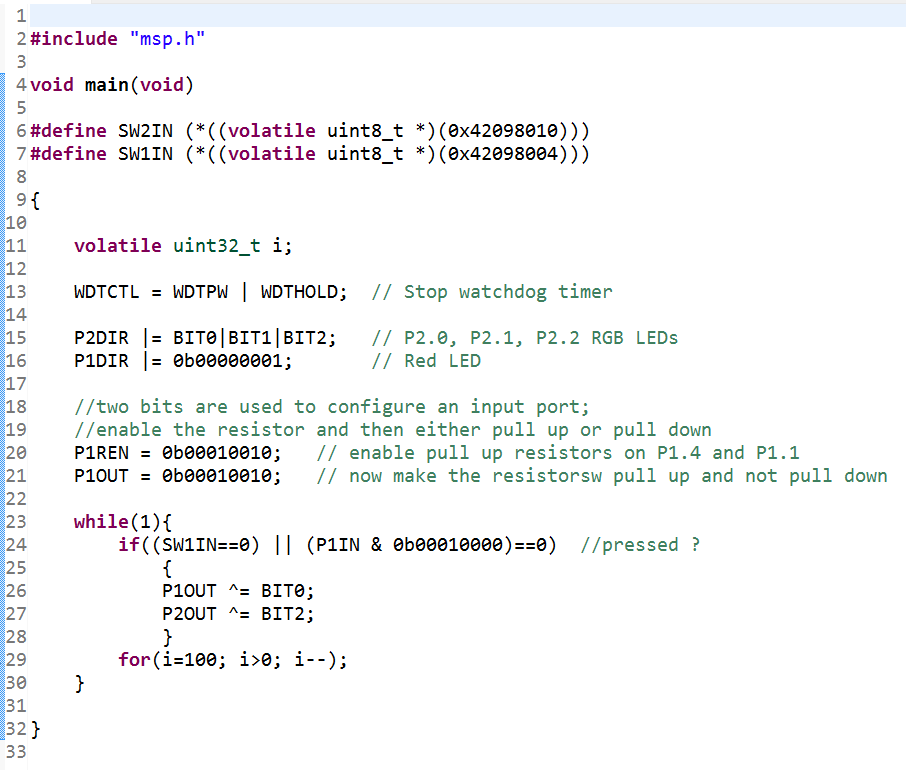 1
2 #include "msp.h"
3
4 void main(void)
5
6 #define SW2IN (*((volatile uint8_t *)(0x42098010)))
7 #define SW1IN (*((volatile uint8_t *)(0x42098004)))
8
9 {
10
11     volatile uint32_t i;
12
13     WDTCTL = WDTPW | WDTHOLD;  // Stop watchdog timer
14
15     P2DIR |= BIT0|BIT1|BIT2;   // P2.0, P2.1, P2.2 RGB LEDs
16     P1DIR |= 0b00000001;       // Red LED
17
18     //two bits are used to configure an input port;
19     //enable the resistor and then either pull up or pull down
20     P1REN = 0b00010010;   // enable pull up resistors on P1.4 and P1.1
21     P1OUT = 0b00010010;   // now make the resistorsw pull up and not pull down
22
23     while(1){
24         if((SW1IN==0) || (P1IN & 0b00010000)==0)  //pressed ?
25             {
26             P1OUT ^= BIT0;
27             P2OUT ^= BIT2;
28             }
29         for(i=100; i>0; i--);
30     }
31
32 }
33